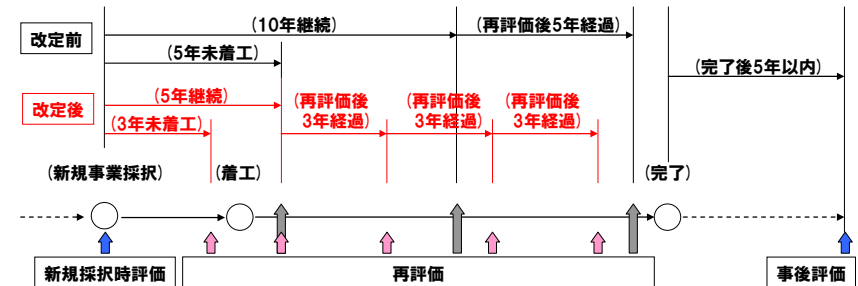 改定前
(10年継続)
(再評価後5年経過)
(5年未着工)
(完了後5年以内)
改定後
(5年継続)
(3年未着工)
(再評価後
3年経過)
(再評価後
3年経過)
(再評価後
3年経過)
(新規事業採択)
(着工)
(完了)
新規採択時評価
再評価
事後評価